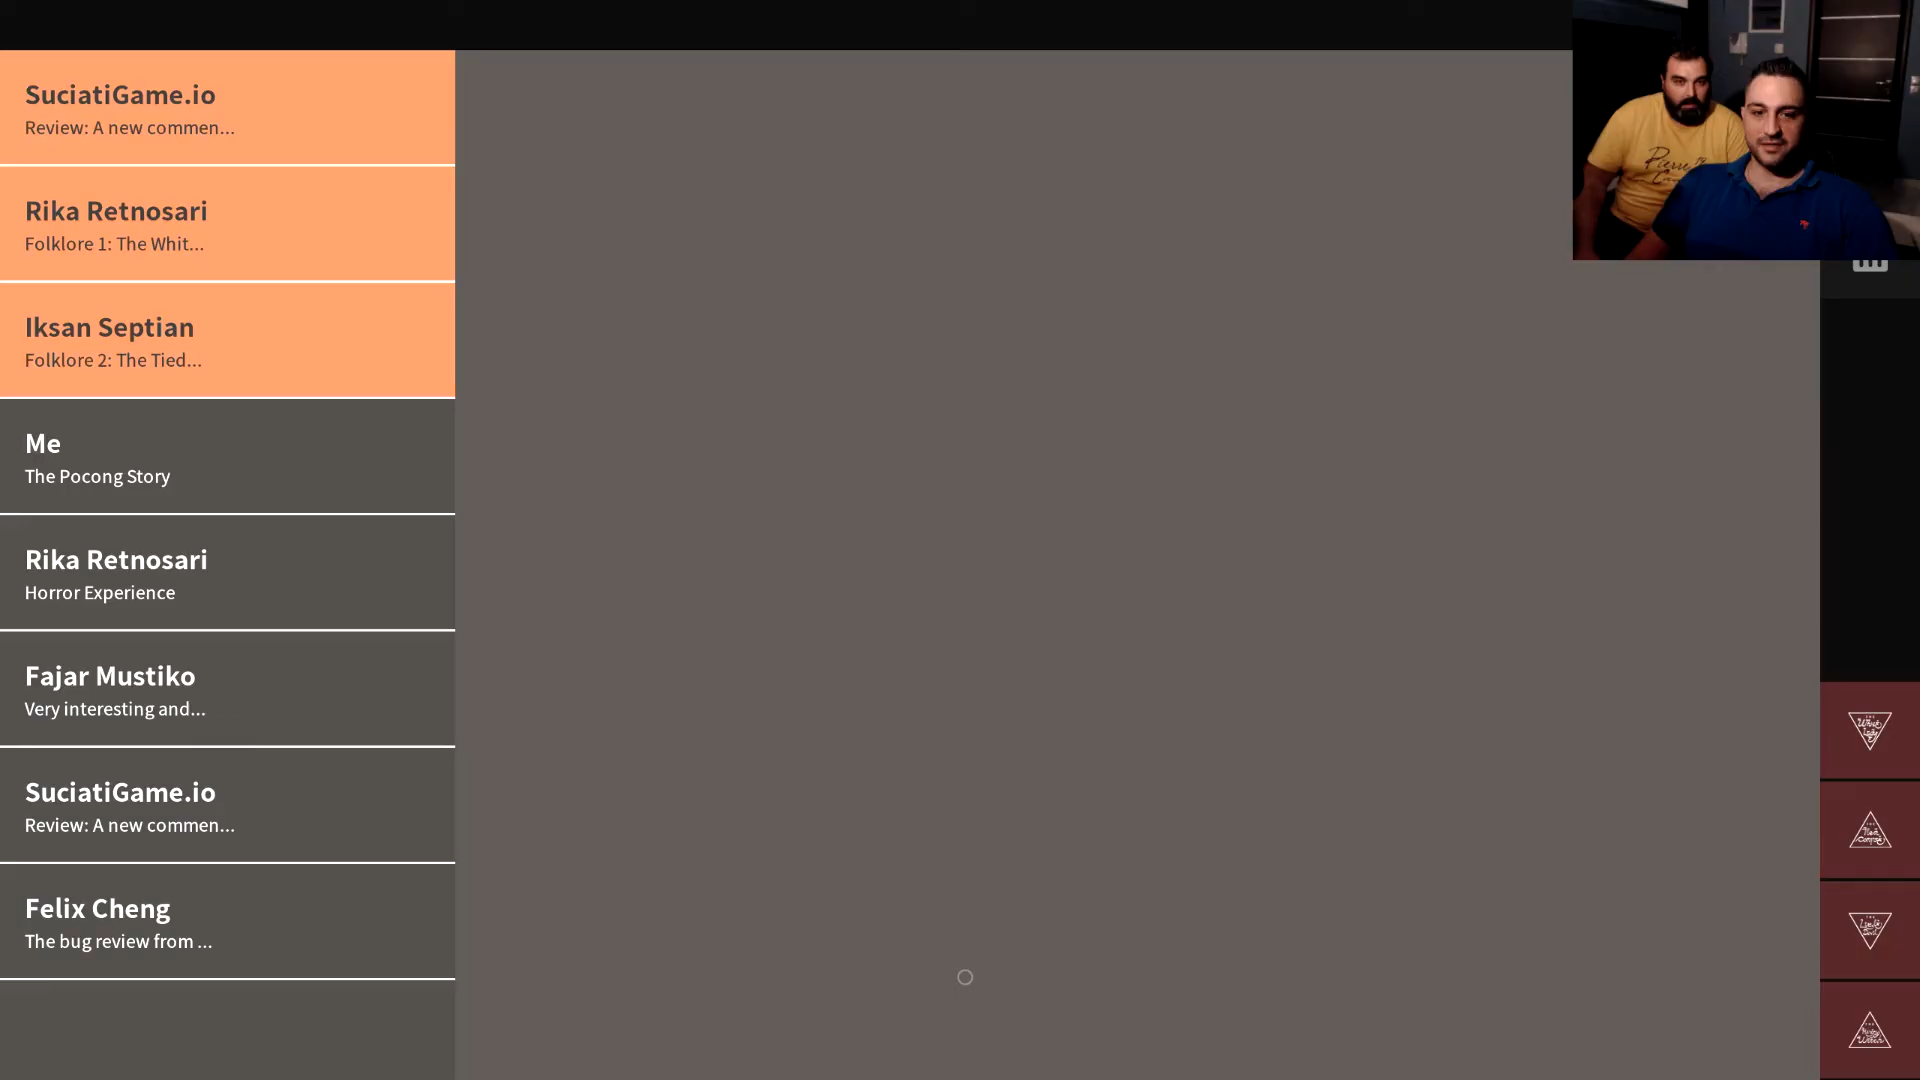 SuciatiGame.io
Review: A new commen...
Rika Retnosari
Folklore 1: The Whit...
Iksan Septian
Folklore 2: The Tied...
Me
The Pocong Story
Rika Retnosari
Horror Experience
Fajar Mustiko
Very interesting and...
SuciatiGame.io
Review: A new commen...
Felix Cheng
The bug review from ...
Pierre